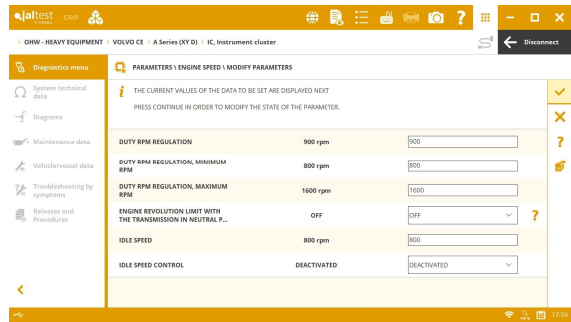 jaltest GRP
OHW - HEAVY EQUIPMENT > VOLVO CE > A Series (XY D) > IC, Instrument cluster
Disconnect
Diagnostics menu
PARAMETERS \ ENGINE SPEED \ MODIFY PARAMETERS
System technical
data
Diagrams
Maintenance data
Vehicle/vessel data
Troubleshooting by
symptoms
Releases and
Procedures
i THE CURRENT VALUES OF THE DATA TO BE SET ARE DISPLAYED NEXT
PRESS CONTINUE IN ORDER TO MODIFY THE STATE OF THE PARAMETER.
DUTY RPM REGULATION 900 rpm 900
DUTY RPM REGULATION, MINIMUM
RPM 800 rpm 800
DUTY RPM REGULATION, MAXIMUM
RPM 1600 rpm 1600
ENGINE REVOLUTION LIMIT WITH
THE TRANSMISSION IN NEUTRAL P... OFF OFF ?
IDLE SPEED 800 rpm 800
IDLE SPEED CONTROL DEACTIVATED DEACTIVATED
17:59